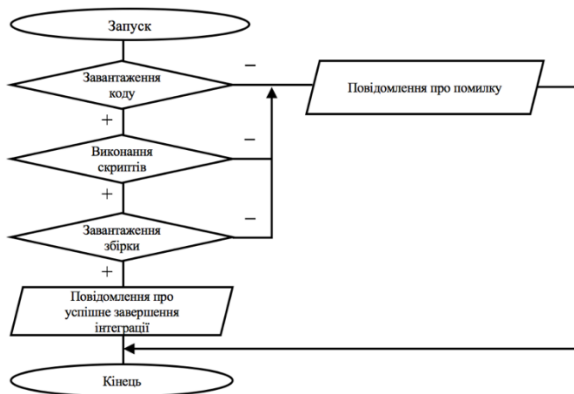 Запуск
Завантаження
коду
−
Повідомлення про помилку
+
Виконання
скриптів
−
+
Завантаження
збірки
−
+
Повідомлення про
успішне завершення
інтеграції
Кінець